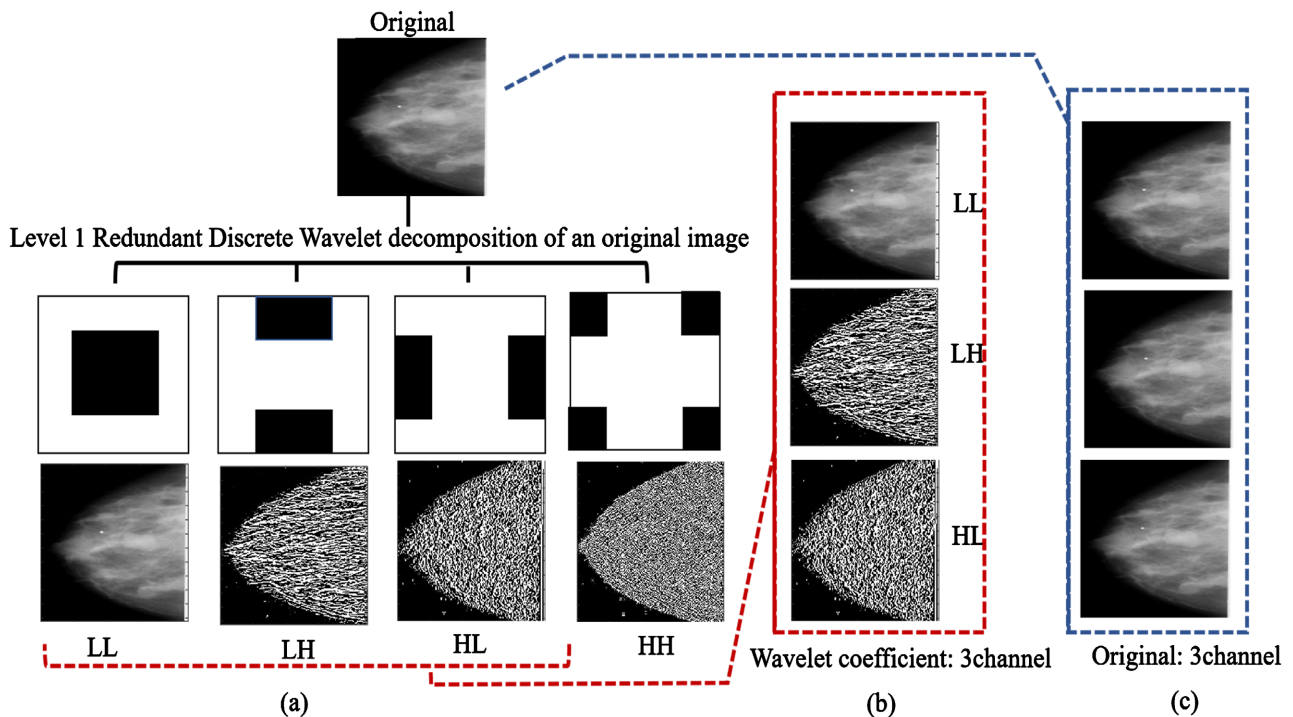 Original
Level 1 Redundant Discrete Wavelet decomposition of an original image
LL
LH
HL
HH
(a)
LL
LH
HL
Wavelet coefficient: 3channel
(b)
Original: 3channel
(c)